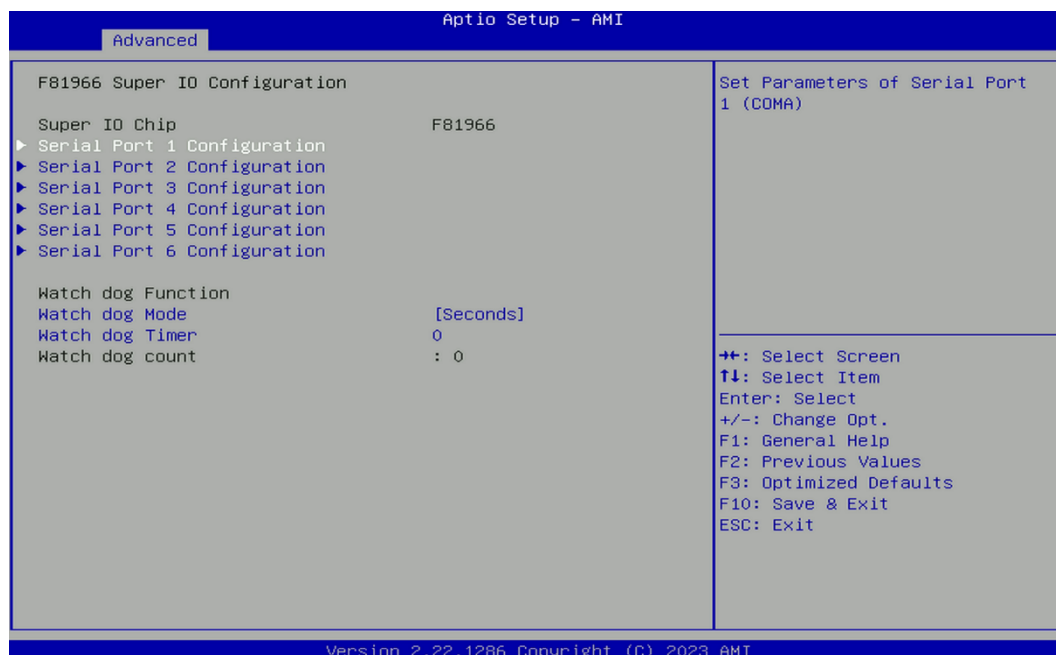 Aptio Setup – AMI
Advanced
F81966 Super IO Configuration
Super IO Chip F81966
▶ Serial Port 1 Configuration
▶ Serial Port 2 Configuration
▶ Serial Port 3 Configuration
▶ Serial Port 4 Configuration
▶ Serial Port 5 Configuration
▶ Serial Port 6 Configuration
Watch dog Function
Watch dog Mode [Seconds]
Watch dog Timer 0
Watch dog count : 0
Set Parameters of Serial Port
1 (COMA)
→←: Select Screen
↑↓: Select Item
Enter: Select
+/-: Change Opt.
F1: General Help
F2: Previous Values
F3: Optimized Defaults
F10: Save & Exit
ESC: Exit
Version 2.22.1286 Copyright (C) 2023 AMI